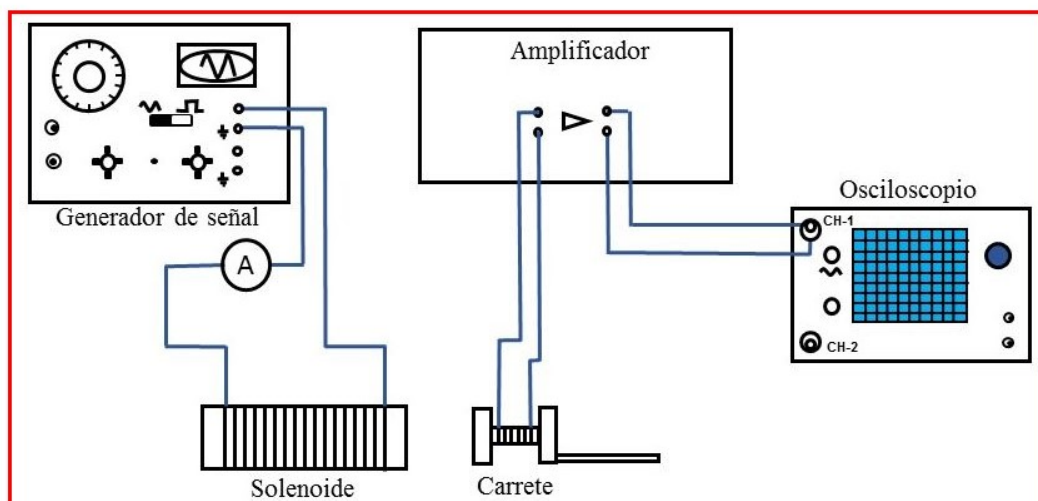 Amplificador
Generador de señal
Osciloscopio
CH-1
A
CH-2
Solenoide
Carrete